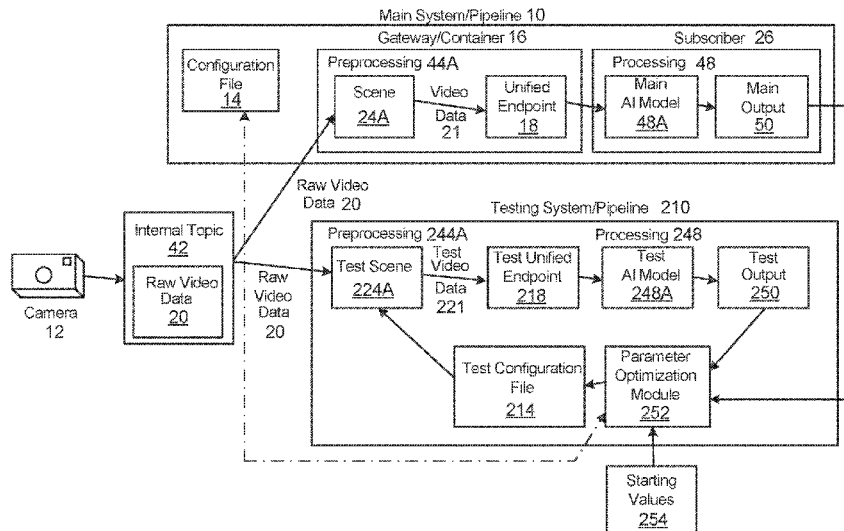 Main System/Pipeline 10
Gateway/Container 16
Subscriber 26
Configuration
File
14
Preprocessing 44A
Scene
24A
Video
Data
21
Unified
Endpoint
18
Processing 48
Main
AI Model
48A
Main
Output
50
Raw Video
Data 20
Testing System/Pipeline 210
Internal Topic
42
Raw Video
Data
20
Camera
12
Raw
Video
Data
20
Preprocessing 244A
Processing 248
Test Scene
224A
Test
Video
Data
221
Test Unified
Endpoint
218
Test
AI Model
248A
Test
Output
250
Test Configuration
File
214
Parameter
Optimization
Module
252
Starting
Values
254